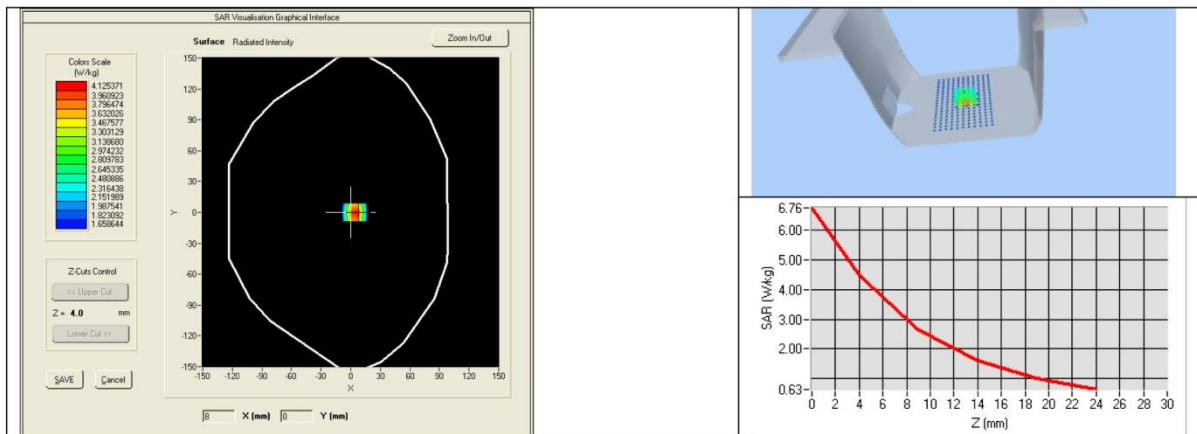 SAR Visualisation Graphical Interface
Surface Radiated Intensity
Zoom In/Out
Colors Scale
(W/kg)
4.125371
3.960923
3.796474
3.632026
3.467577
3.303129
3.138680
2.974232
2.809783
2.645335
2.480886
2.316438
2.151989
1.987541
1.823092
1.658644
Z-Cuts Control
<< Upper Cut
Z = 4.0 mm
Lower Cut >>
SAVE Cancel
150
120
90
60
30
Y 0
-30
-60
-90
-120
-150
-150 -120 -90 -60 -30 0 30 60 90 120 150
X
8 X (mm) 0 Y (mm)
6.76
6.00
5.00
4.00
3.00
2.00
0.63
SAR (W/kg)
0 2 4 6 8 10 12 14 16 18 20 22 24 26 28 30
Z (mm)